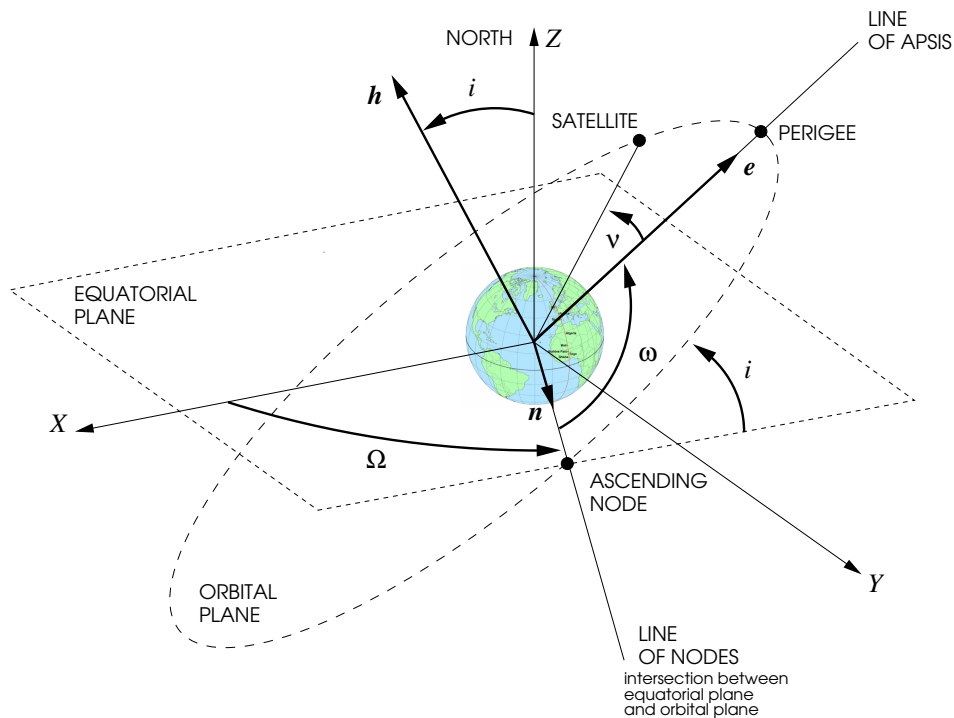 LINE
OF APSIS
NORTH
Z
h
i
SATELLITE
PERIGEE
e
ν
EQUATORIAL
PLANE
ω
i
n
X
Ω
ASCENDING
NODE
ORBITAL
PLANE
Y
LINE
OF NODES
intersection between
equatorial plane
and orbital plane